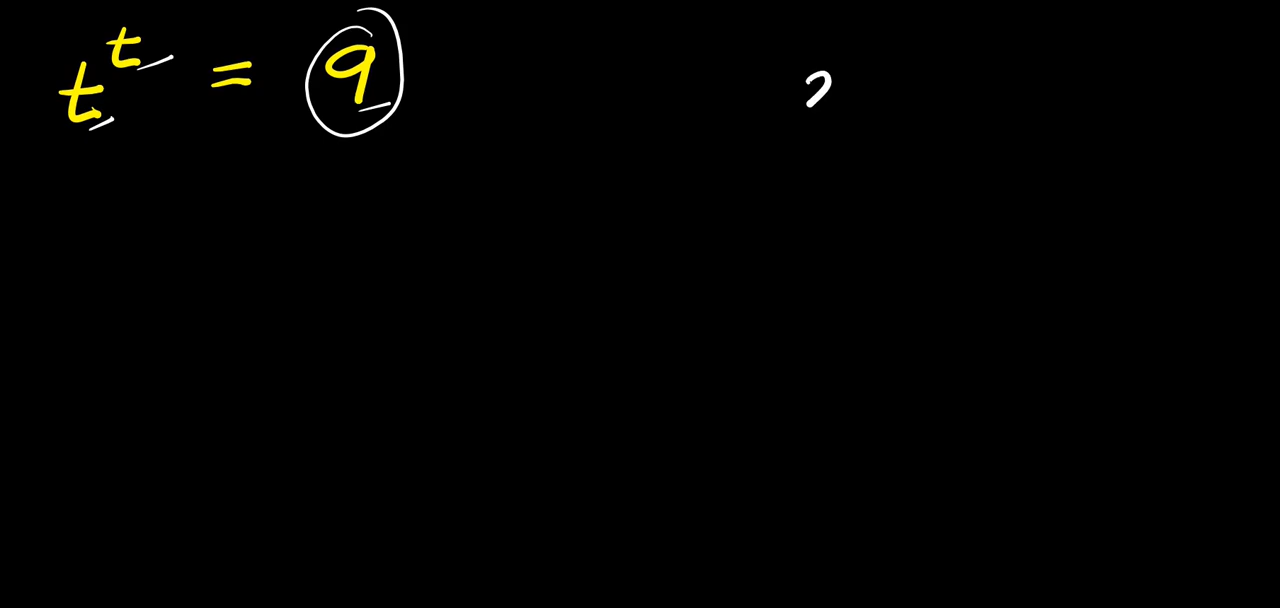 t^t = 9